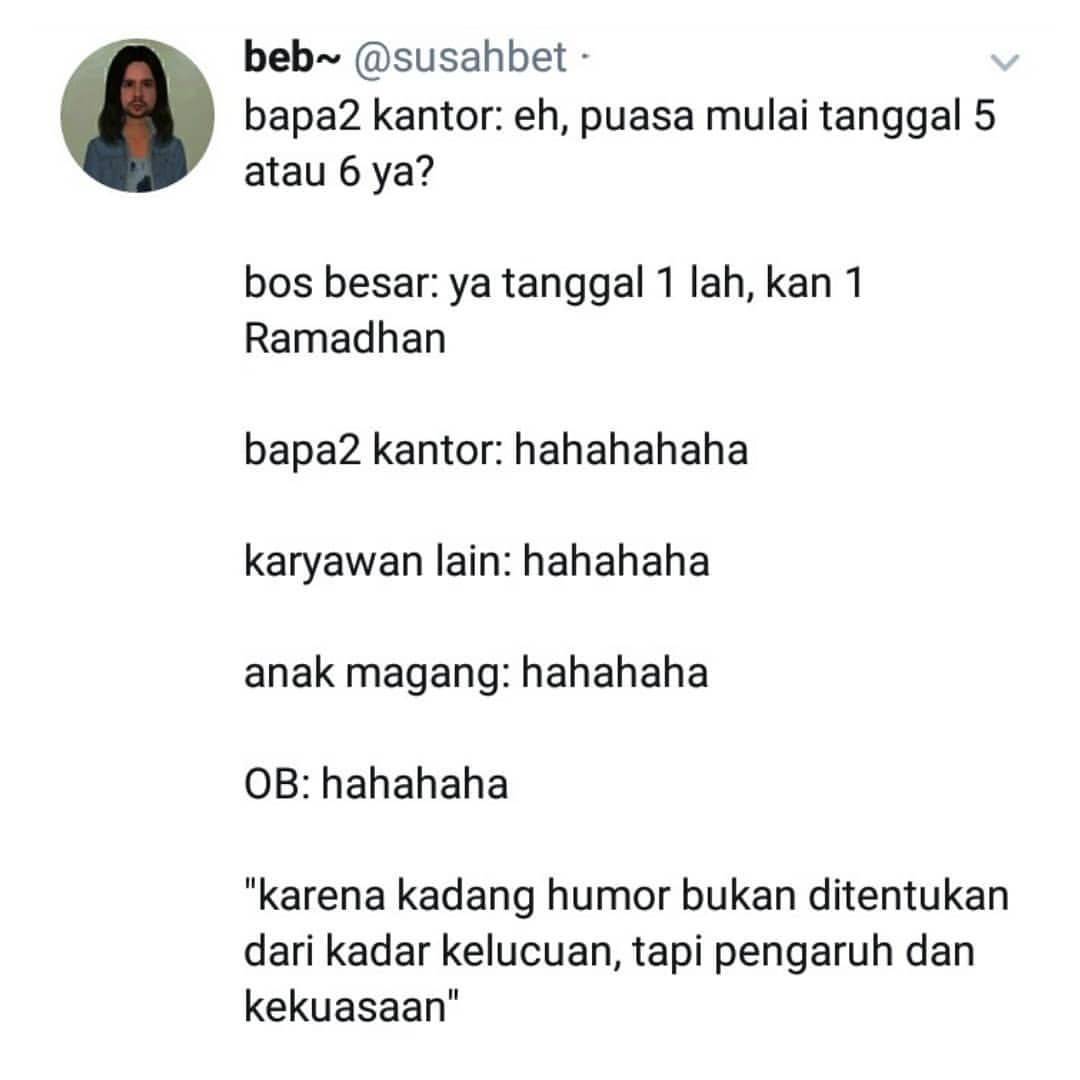 beb~ @susahbet ·
bapa2 kantor: eh, puasa mulai tanggal 5
atau 6 ya?
bos besar: ya tanggal 1 lah, kan 1
Ramadhan
bapa2 kantor: hahahahaha
karyawan lain: hahahaha
anak magang: hahahaha
OB: hahahaha
"karena kadang humor bukan ditentukan
dari kadar kelucuan, tapi pengaruh dan
kekuasaan"